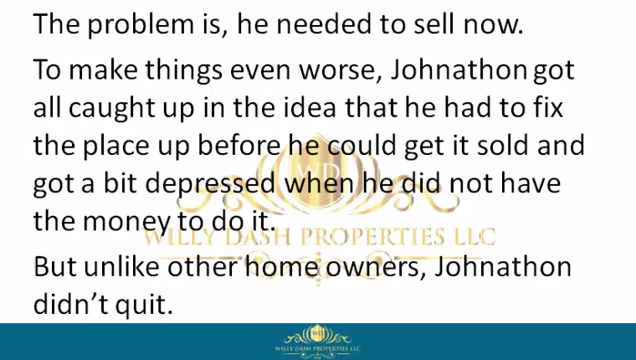 The problem is, he needed to sell now.
To make things even worse, Johnathon got
all caught up in the idea that he had to fix
the place up before he could get it sold and
got a bit depressed when he did not have
the money to do it.
WILLY DASH PROPERTIES LLC
But unlike other home owners, Johnathon
didn’t quit.
WILLY DASH PROPERTIES LLC